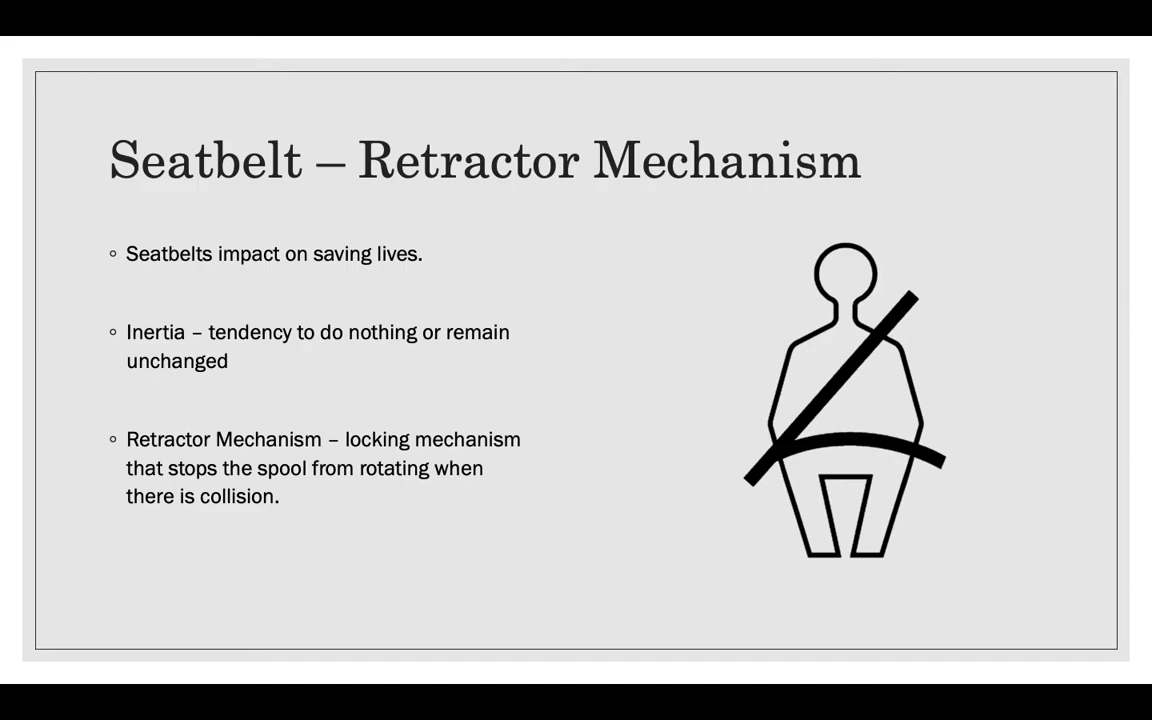 Seatbelt – Retractor Mechanism
◦ Seatbelts impact on saving lives.
◦ Inertia – tendency to do nothing or remain
unchanged
◦ Retractor Mechanism – locking mechanism
that stops the spool from rotating when
there is collision.